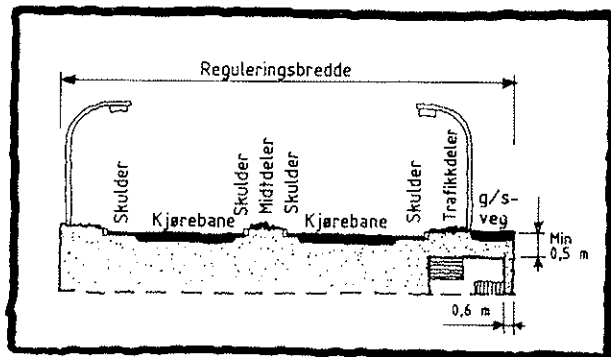 Reguleringsbredde
Skulder
Kjørebane
Skulder
Midtdeler
Skulder
Kjørebane
Skulder
Trafikkdeler
g/s-
veg
Min
0,5 m
0,6 m